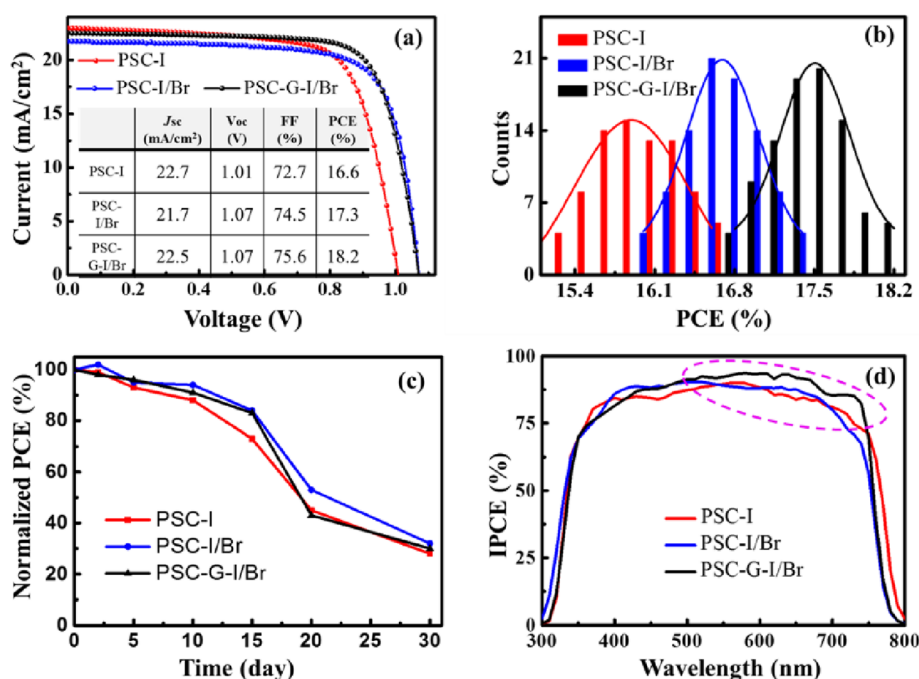 (a)
PSC-I
PSC-I/Br
PSC-G-I/Br
Jsc (mA/cm²) Voc (V) FF (%) PCE (%)
PSC-I 22.7 1.01 72.7 16.6
PSC-I/Br 21.7 1.07 74.5 17.3
PSC-G-I/Br 22.5 1.07 75.6 18.2
Current (mA/cm²)
20
15
10
5
0
0.0 0.2 0.4 0.6 0.8 1.0
Voltage (V)
(b)
PSC-I
PSC-I/Br
PSC-G-I/Br
Counts
21
14
7
0
15.4 16.1 16.8 17.5 18.2
PCE (%)
(c)
PSC-I
PSC-I/Br
PSC-G-I/Br
Normalized PCE (%)
100
80
60
40
20
0
0 5 10 15 20 25 30
Time (day)
(d)
PSC-I
PSC-I/Br
PSC-G-I/Br
IPCE (%)
100
75
50
25
0
300 400 500 600 700 800
Wavelength (nm)